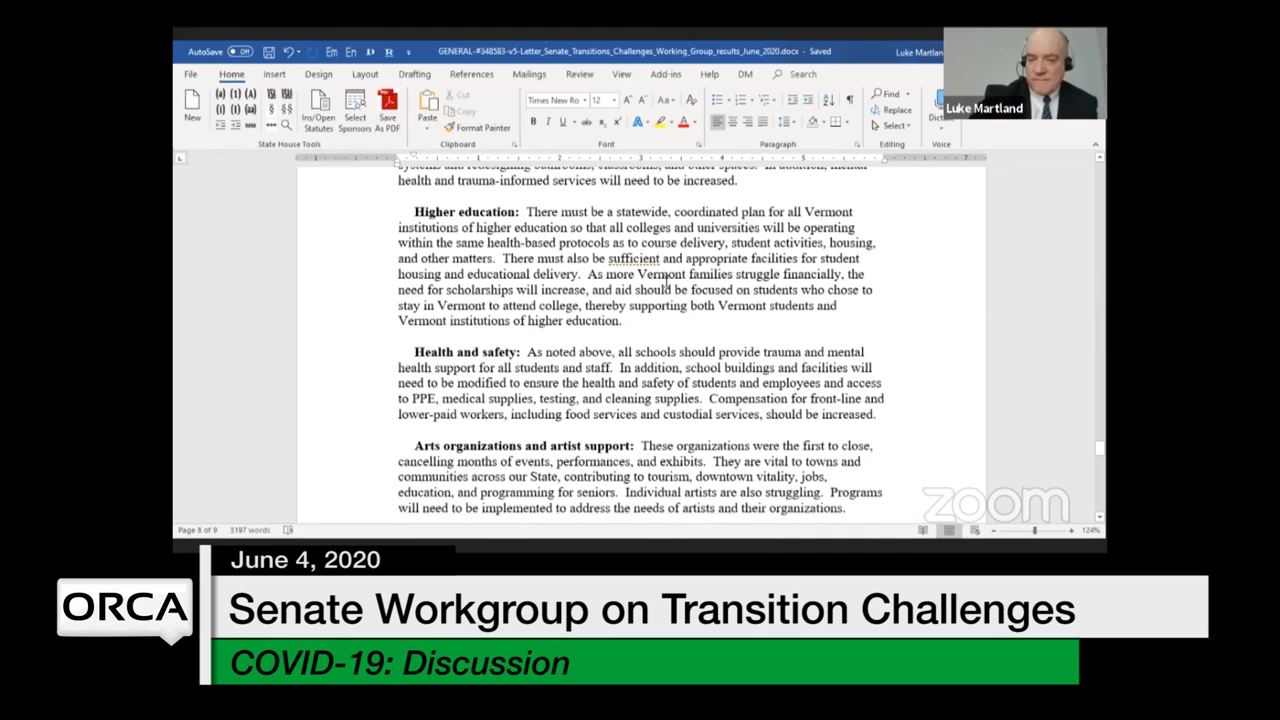 AutoSave Off Em En D R GENERAL-#348583-v5-Letter_Senate_Transitions_Challenges_Working_Group_results_June_2020.docx - Saved Luke Martland
File Home Insert Design Layout Drafting References Mailings Review View Add-ins Help DM Search
New
Ins/Open Statutes
Select Sponsors
Save As PDF
State House Tools
Paste
Cut
Copy
Format Painter
Clipboard
Times New Ro 12
Font
Paragraph
Find
Replace
Select
Editing
Voice
Luke Martland
health and trauma-informed services will need to be increased.
Higher education: There must be a statewide, coordinated plan for all Vermont
institutions of higher education so that all colleges and universities will be operating
within the same health-based protocols as to course delivery, student activities, housing,
and other matters. There must also be sufficient and appropriate facilities for student
housing and educational delivery. As more Vermont families struggle financially, the
need for scholarships will increase, and aid should be focused on students who chose to
stay in Vermont to attend college, thereby supporting both Vermont students and
Vermont institutions of higher education.
Health and safety: As noted above, all schools should provide trauma and mental
health support for all students and staff. In addition, school buildings and facilities will
need to be modified to ensure the health and safety of students and employees and access
to PPE, medical supplies, testing, and cleaning supplies. Compensation for front-line and
lower-paid workers, including food services and custodial services, should be increased.
Arts organizations and artist support: These organizations were the first to close,
cancelling months of events, performances, and exhibits. They are vital to towns and
communities across our State, contributing to tourism, downtown vitality, jobs,
education, and programming for seniors. Individual artists are also struggling. Programs
will need to be implemented to address the needs of artists and their organizations.
zoom
Page 8 of 9 3197 words 124%
June 4, 2020
ORCA
Senate Workgroup on Transition Challenges
COVID-19: Discussion